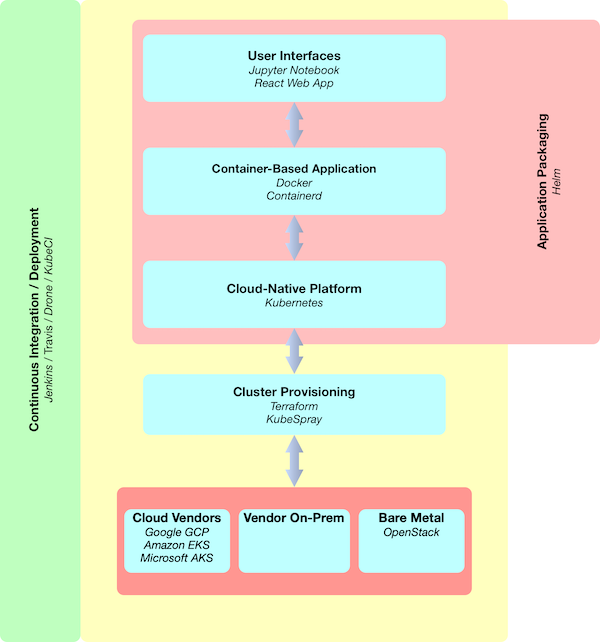 Continuous Integration / Deployment
Jenkins / Travis / Drone / KubeCI
User Interfaces
Jupyter Notebook
React Web App
Container-Based Application
Docker
Containerd
Cloud-Native Platform
Kubernetes
Application Packaging
Helm
Cluster Provisioning
Terraform
KubeSpray
Cloud Vendors
Google GCP
Amazon EKS
Microsoft AKS
Vendor On-Prem
Bare Metal
OpenStack